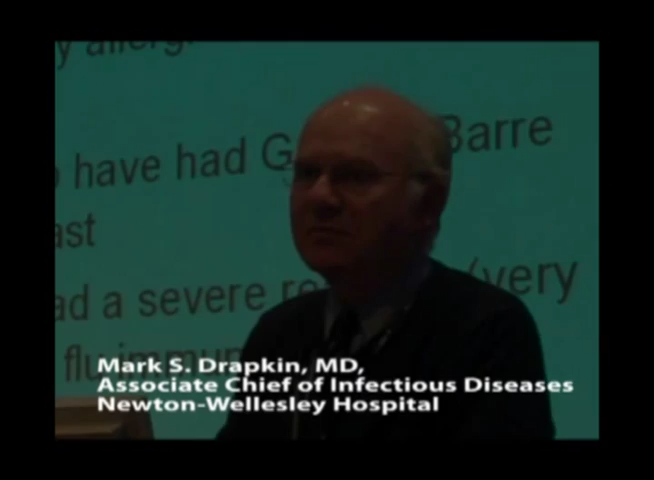 y allerg
have had G Barre
ast
ad a severe re (very
flu immun
Mark S. Drapkin, MD,
Associate Chief of Infectious Diseases
Newton-Wellesley Hospital